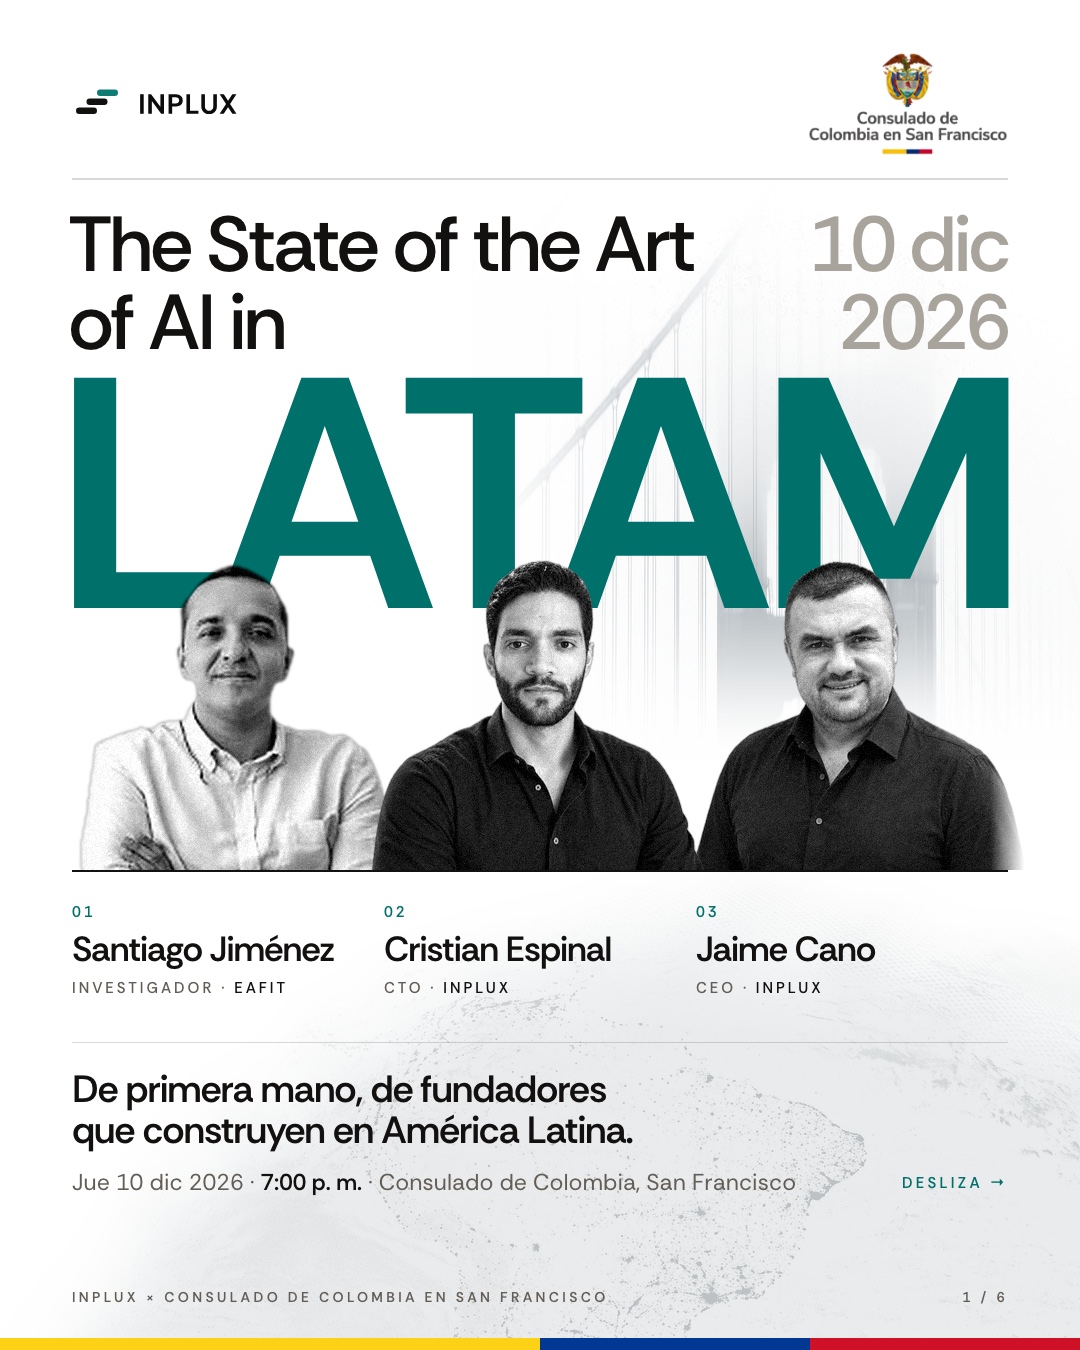 INPLUX
Consulado de
Colombia en San Francisco
The State of the Art
of AI in
10 dic
2026
LATAM
01
Santiago Jiménez
INVESTIGADOR · EAFIT
02
Cristian Espinal
CTO · INPLUX
03
Jaime Cano
CEO · INPLUX
De primera mano, de fundadores
que construyen en América Latina.
Jue 10 dic 2026 · 7:00 p. m. · Consulado de Colombia, San Francisco
DESLIZA →
INPLUX × CONSULADO DE COLOMBIA EN SAN FRANCISCO
1 / 6